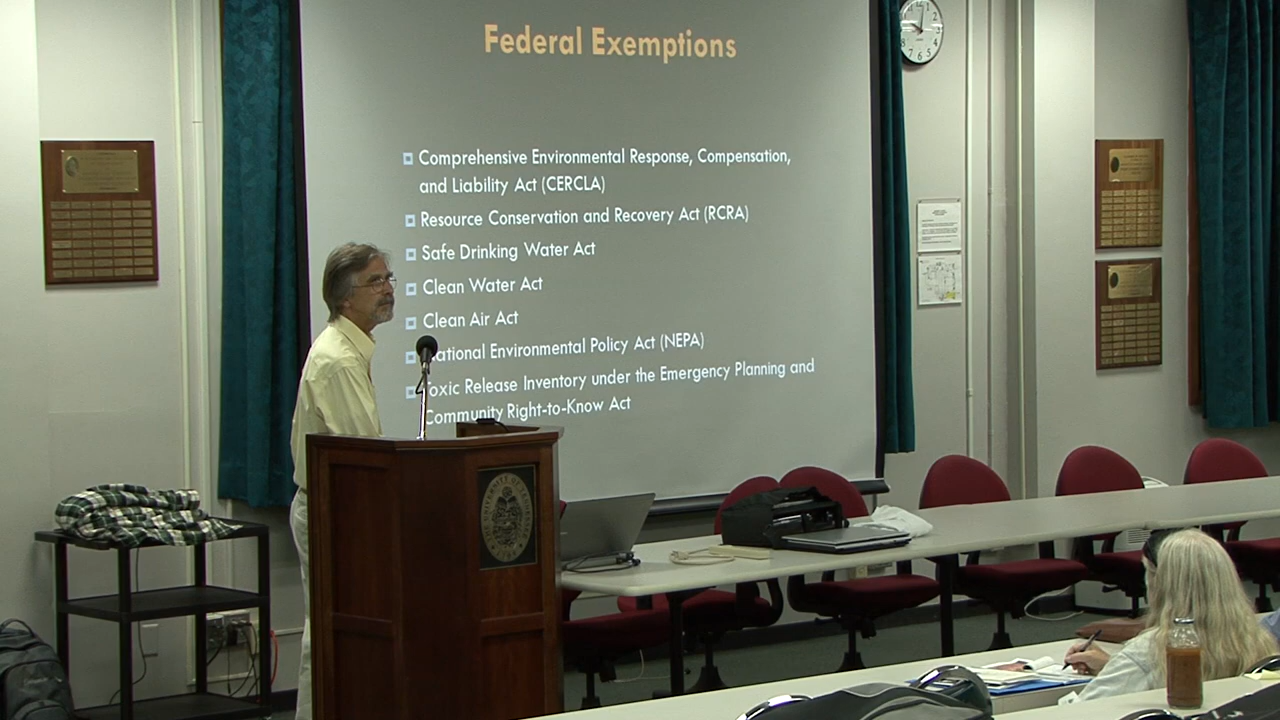 Federal Exemptions
Comprehensive Environmental Response, Compensation,
and Liability Act (CERCLA)
Resource Conservation and Recovery Act (RCRA)
Safe Drinking Water Act
Clean Water Act
Clean Air Act
National Environmental Policy Act (NEPA)
Toxic Release Inventory under the Emergency Planning and
Community Right-to-Know Act